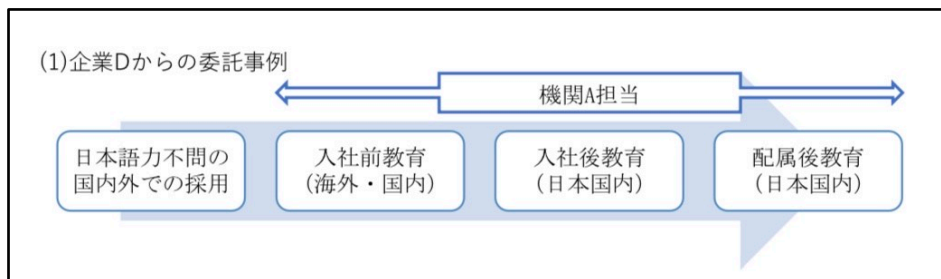 (1)企業Dからの委託事例
機関A担当
日本語力不問の
国内外での採用
入社前教育
(海外・国内)
入社後教育
(日本国内)
配属後教育
(日本国内)